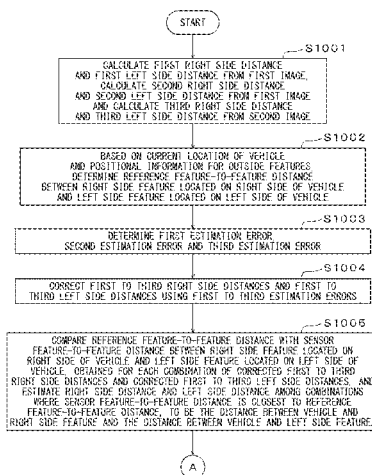 START
S1001
CALCULATE FIRST RIGHT SIDE DISTANCE
AND FIRST LEFT SIDE DISTANCE FROM FIRST IMAGE,
CALCULATE SECOND RIGHT SIDE DISTANCE
AND SECOND LEFT SIDE DISTANCE FROM FIRST IMAGE
AND CALCULATE THIRD RIGHT SIDE DISTANCE
AND THIRD LEFT SIDE DISTANCE FROM SECOND IMAGE
S1002
BASED ON CURRENT LOCATION OF VEHICLE
AND POSITIONAL INFORMATION FOR OUTSIDE FEATURES
DETERMINE REFERENCE FEATURE-TO-FEATURE DISTANCE
BETWEEN RIGHT SIDE FEATURE LOCATED ON RIGHT SIDE OF VEHICLE
AND LEFT SIDE FEATURE LOCATED ON LEFT SIDE OF VEHICLE
S1003
DETERMINE FIRST ESTIMATION ERROR
SECOND ESTIMATION ERROR AND THIRD ESTIMATION ERROR
S1004
CORRECT FIRST TO THIRD RIGHT SIDE DISTANCES AND FIRST TO
THIRD LEFT SIDE DISTANCES USING FIRST TO THIRD ESTIMATION ERRORS
S1005
COMPARE REFERENCE FEATURE-TO-FEATURE DISTANCE WITH SENSOR
FEATURE-TO-FEATURE DISTANCE BETWEEN RIGHT SIDE FEATURE LOCATED ON
RIGHT SIDE OF VEHICLE AND LEFT SIDE FEATURE LOCATED ON LEFT SIDE OF
VEHICLE, OBTAINED FOR EACH COMBINATION OF CORRECTED FIRST TO THIRD
RIGHT SIDE DISTANCES AND CORRECTED FIRST TO THIRD LEFT SIDE DISTANCES, AND
ESTIMATE RIGHT SIDE DISTANCE AND LEFT SIDE DISTANCE AMONG COMBINATIONS
WHERE SENSOR FEATURE-TO-FEATURE DISTANCE IS CLOSEST TO REFERENCE
FEATURE-TO-FEATURE DISTANCE, TO BE THE DISTANCE BETWEEN VEHICLE AND
RIGHT SIDE FEATURE AND THE DISTANCE BETWEEN VEHICLE AND LEFT SIDE FEATURE.
A